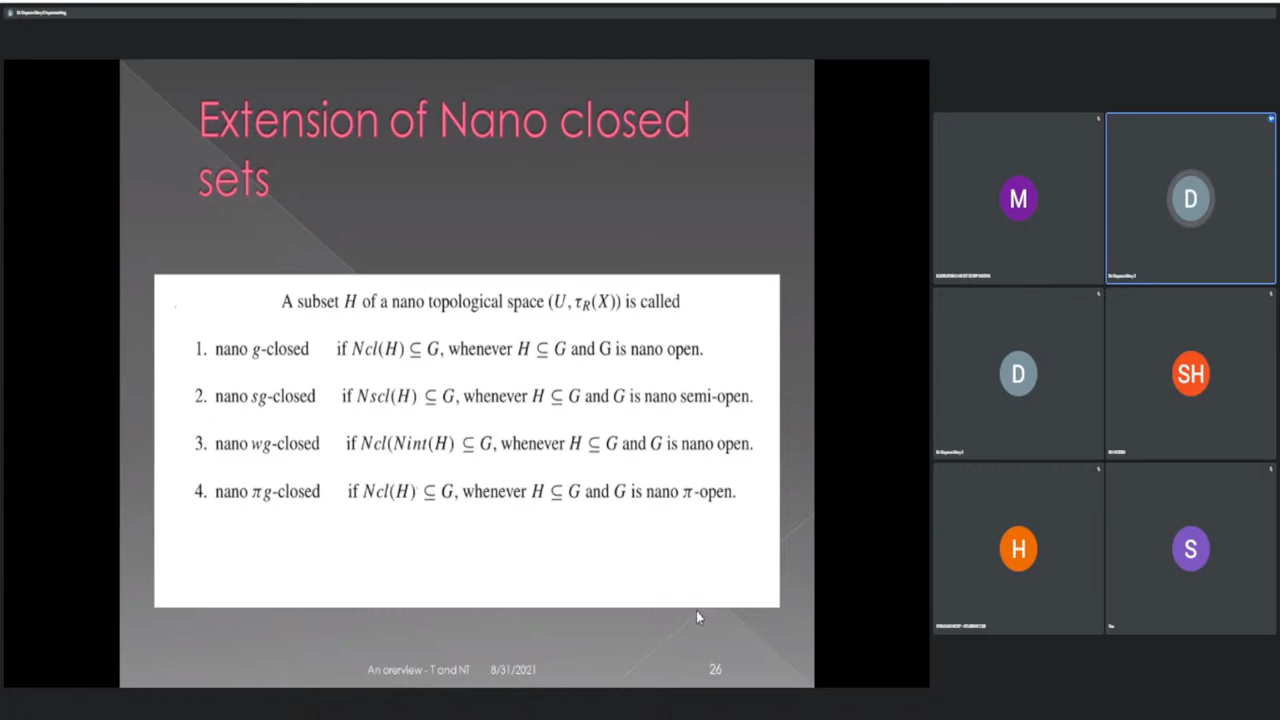 Extension of Nano closed
sets
A subset H of a nano topological space (U, τR(X)) is called
1. nano g-closed if Ncl(H) ⊆ G, whenever H ⊆ G and G is nano open.
2. nano sg-closed if Nscl(H) ⊆ G, whenever H ⊆ G and G is nano semi-open.
3. nano wg-closed if Ncl(Nint(H) ⊆ G, whenever H ⊆ G and G is nano open.
4. nano πg-closed if Ncl(H) ⊆ G, whenever H ⊆ G and G is nano π-open.
An orerview - T and NT 8/31/2021 26
M
D
D
SH
H
S